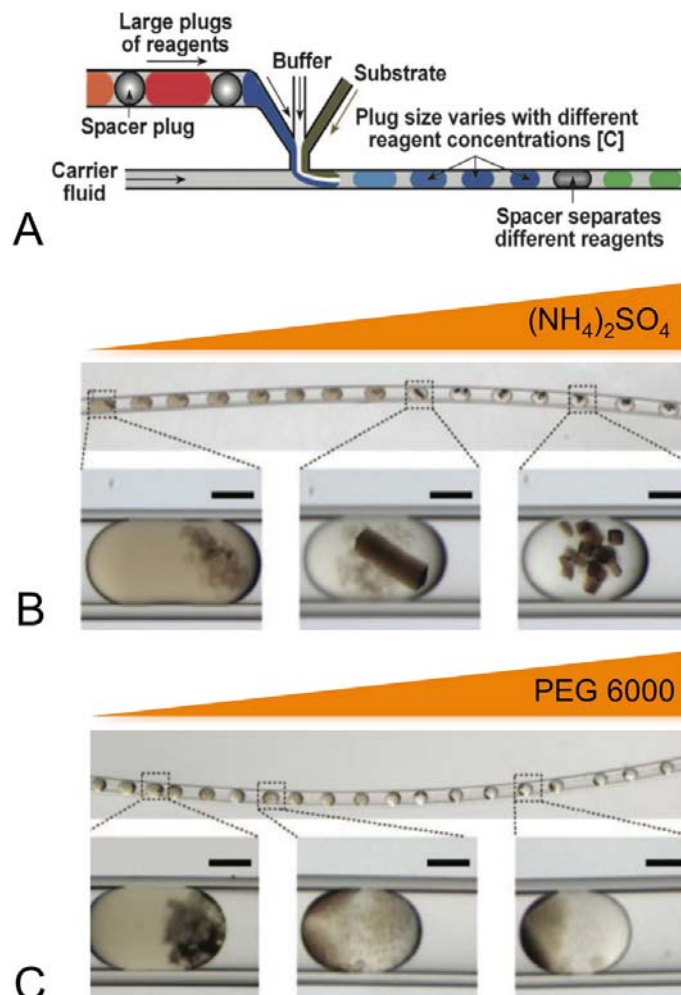 Large plugs
of reagents
Buffer
Substrate
Spacer plug
Plug size varies with different
reagent concentrations [C]
Carrier
fluid
Spacer separates
different reagents
A
(NH4)2SO4
B
PEG 6000
C